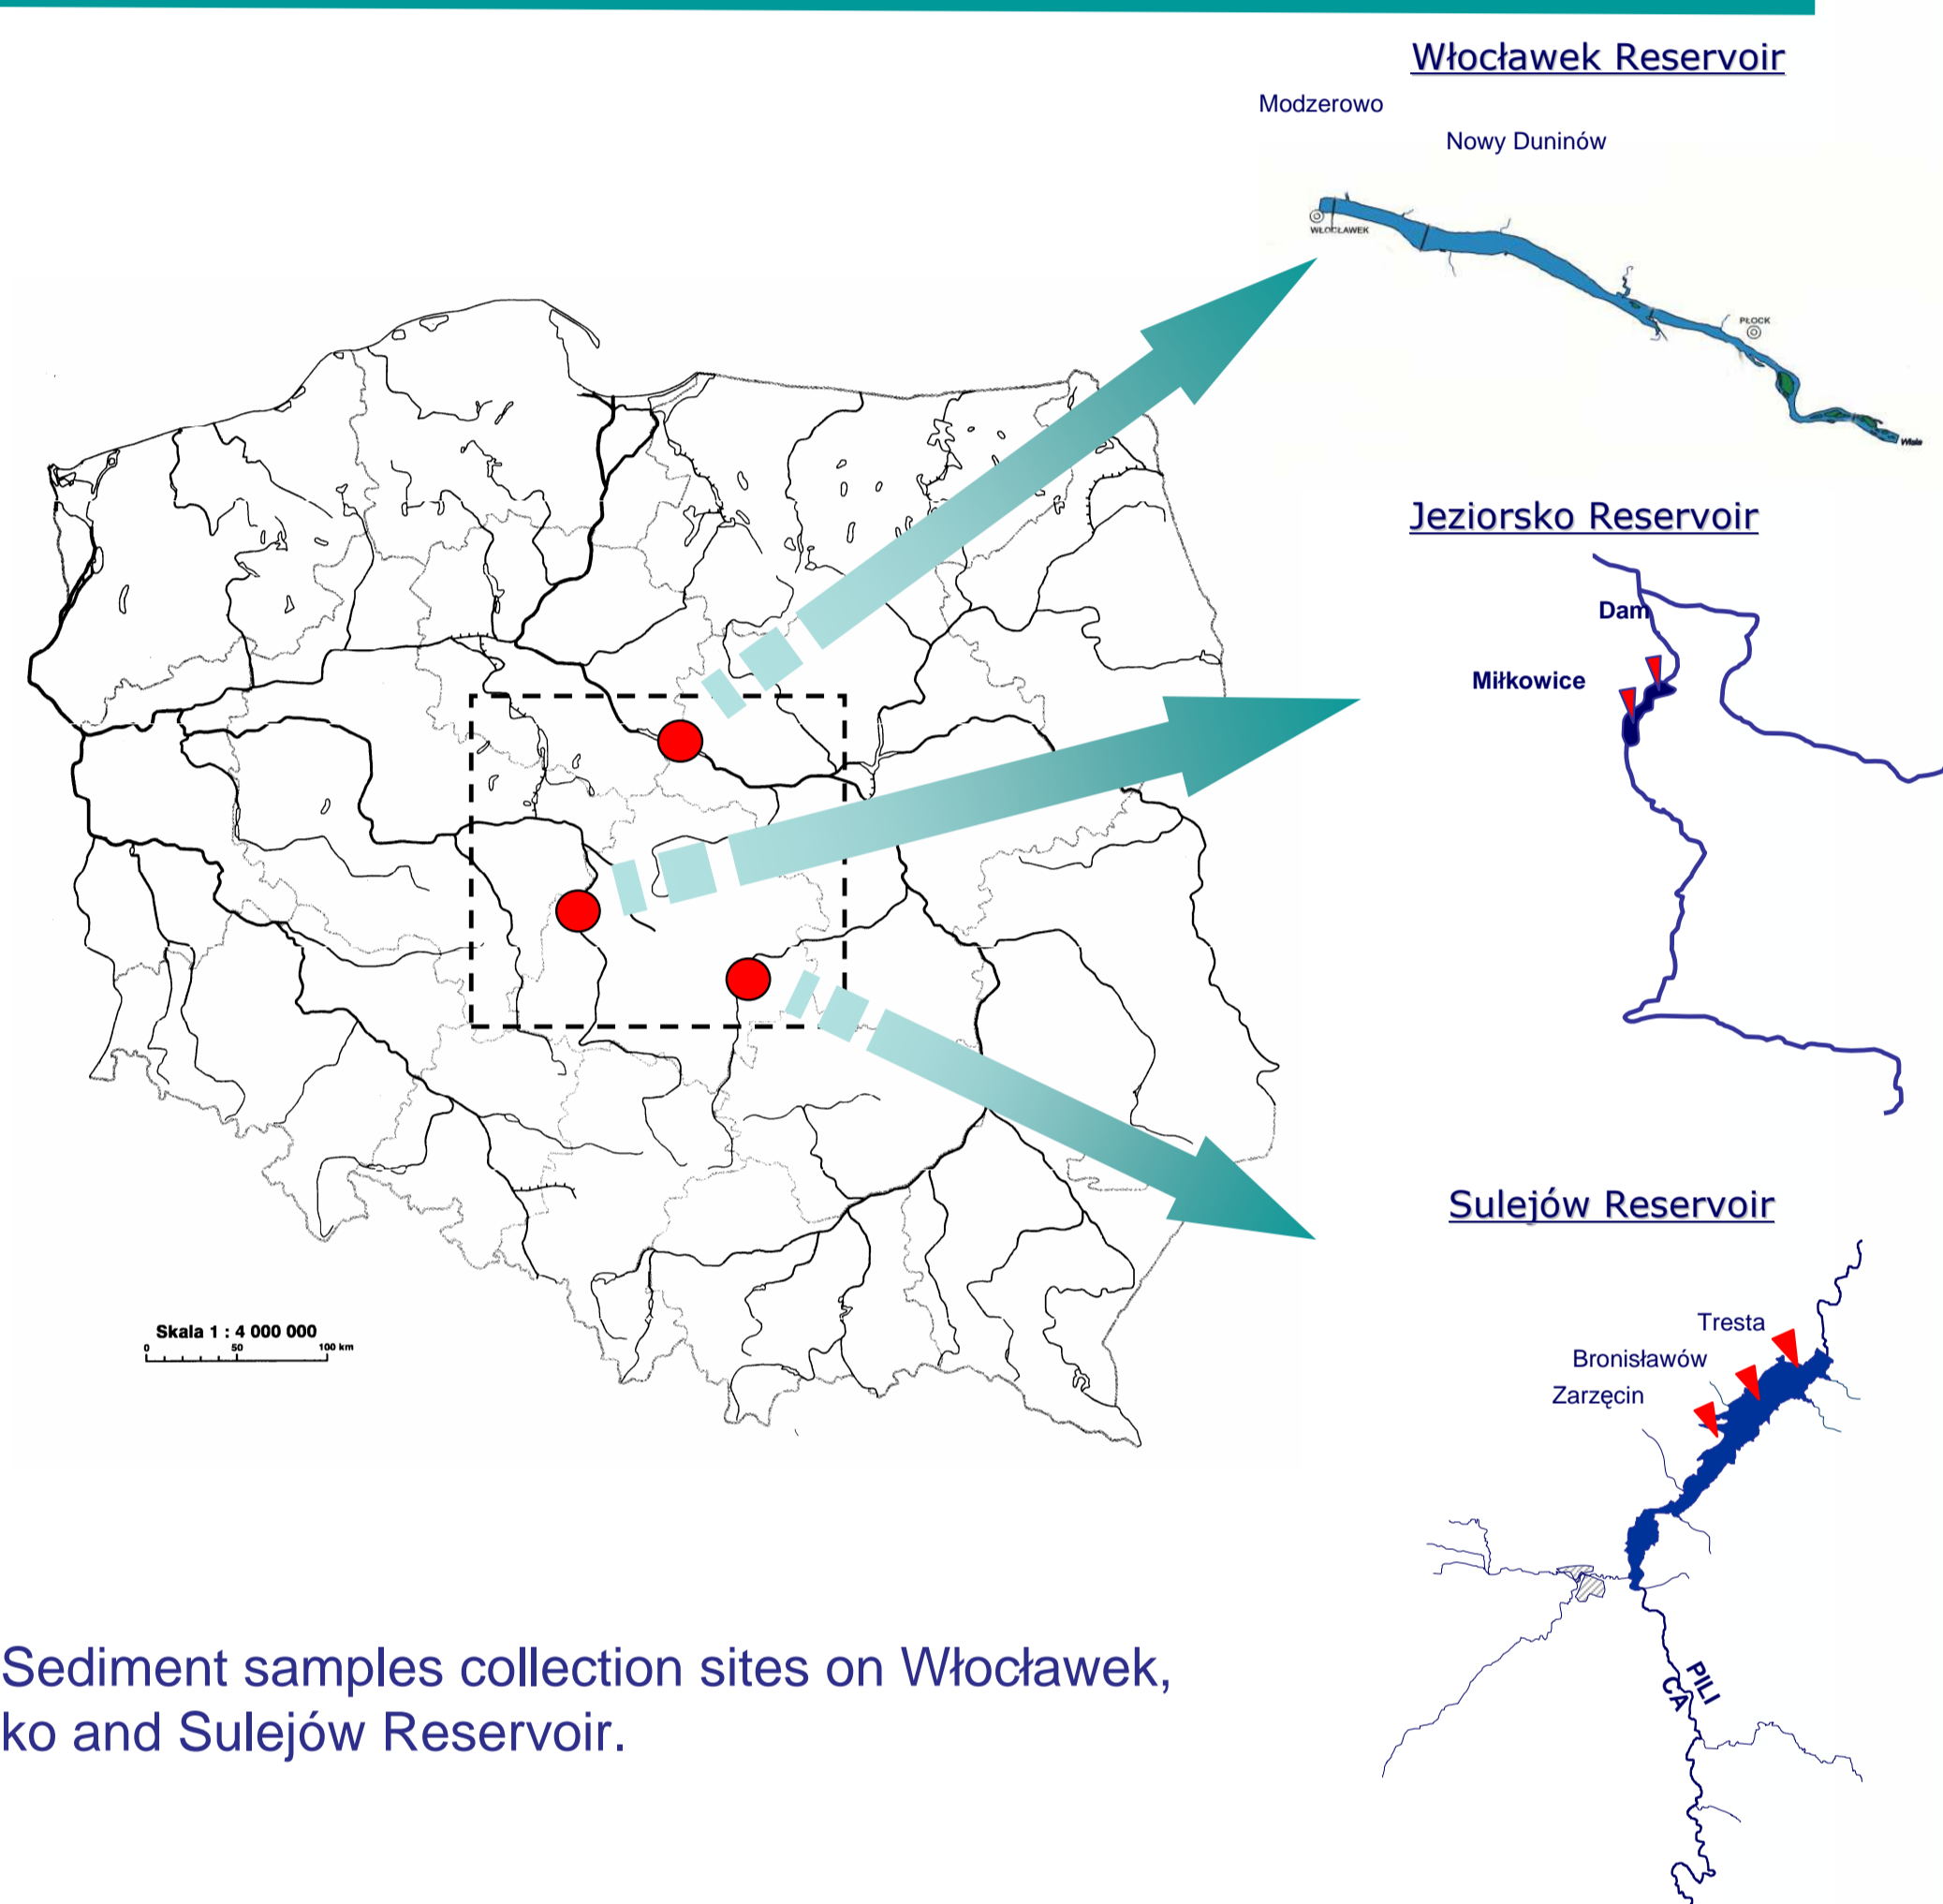 Włocławek Reservoir
Modzerowo
Nowy Duninów
WŁOCŁAWEK
PŁOCK
Wisła
Jeziorsko Reservoir
Dam
Miłkowice
Sulejów Reservoir
Tresta
Bronisławów
Zarzęcin
PILI
CA
Skala 1 : 4 000 000
0 50 100 km
Sediment samples collection sites on Włocławek,
ko and Sulejów Reservoir.